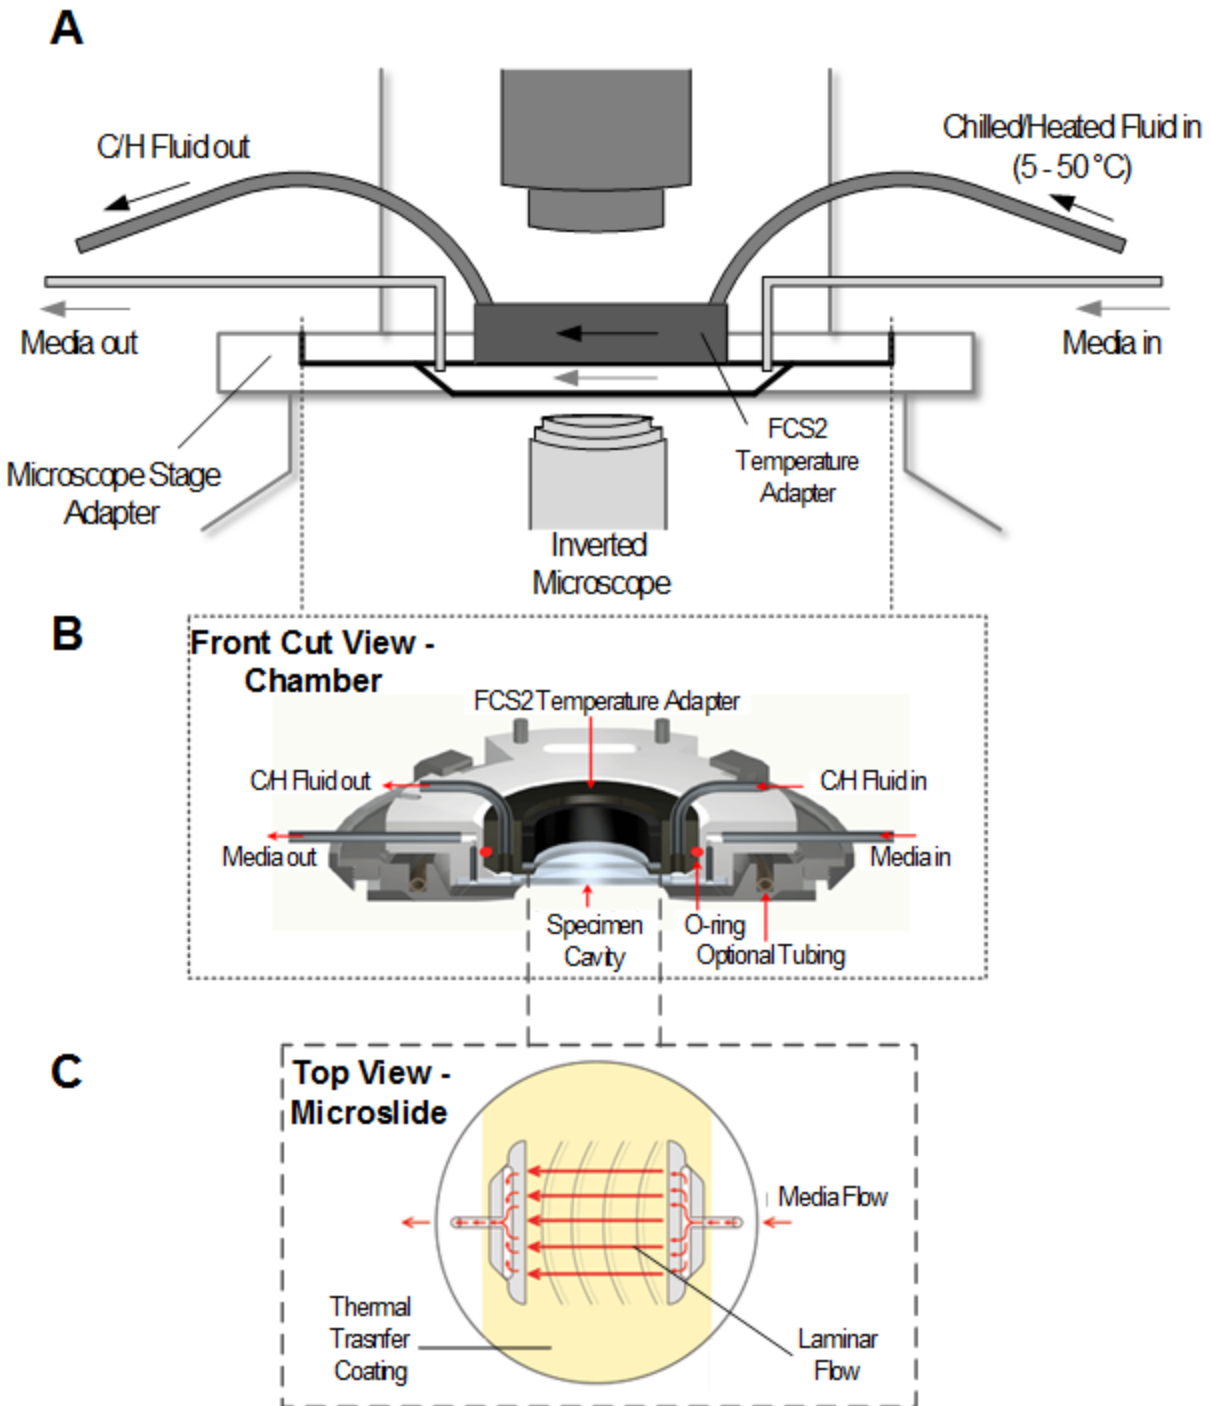 A
C/H Fluid out
Chilled/Heated Fluid in
(5 - 50 °C)
Media out
Media in
Microscope Stage
Adapter
FCS2
Temperature
Adapter
Inverted
Microscope
B
Front Cut View -
Chamber
FCS2 Temperature Adapter
C/H Fluid out
C/H Fluid in
Media out
Media in
Specimen
Cavity
O-ring
Optional Tubing
C
Top View -
Microslide
Media Flow
Thermal
Trasnfer
Coating
Laminar
Flow